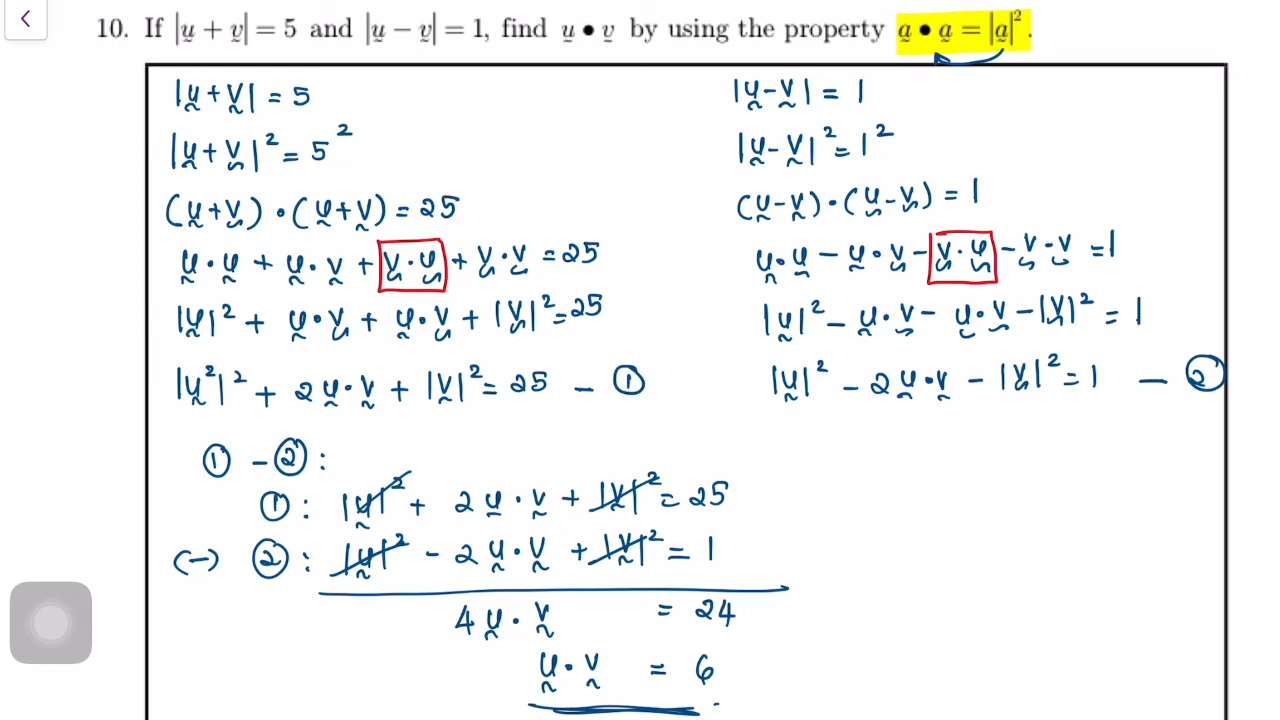 10. If |u + v| = 5 and |u − v| = 1, find u • v by using the property a • a = |a|².
|u+v| = 5
|u+v|² = 5²
(u+v) · (u+v) = 25
u·u + u·v + v·u + v·v = 25
|u|² + u·v + u·v + |v|² = 25
|u²|² + 2u·v + |v|² = 25 − ①
|u−v| = 1
|u−v|² = 1²
(u−v)·(u−v) = 1
u·u − u·v − v·u − v·v = 1
|u|² − u·v − u·v − |v|² = 1
|u|² − 2u·v − |v|² = 1 − ②
① − ② :
① : |u|² + 2u·v + |v|² = 25
(−) ② : |u|² − 2u·v + |v|² = 1
4u·v = 24
u·v = 6